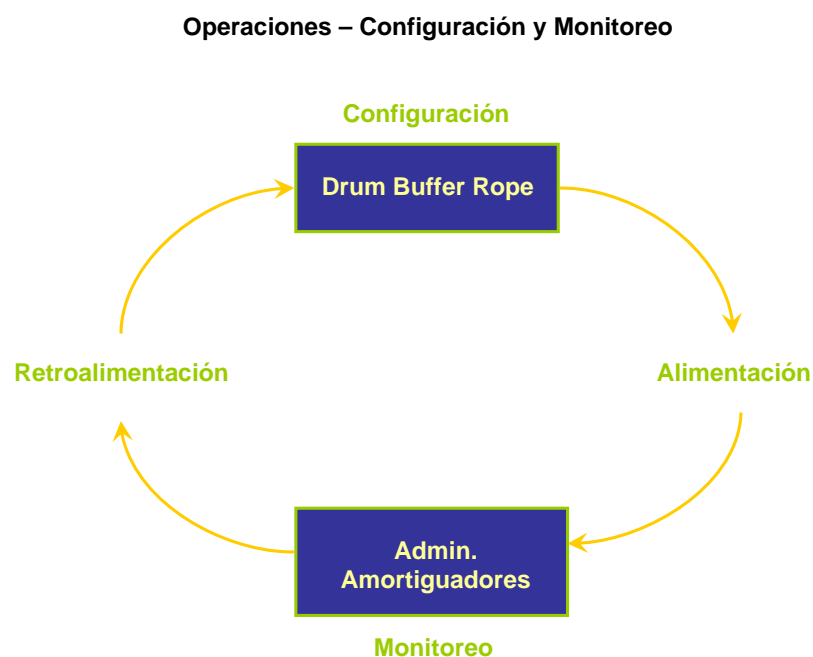 Operaciones – Configuración y Monitoreo
Configuración
Drum Buffer Rope
Retroalimentación
Alimentación
Admin.
Amortiguadores
Monitoreo